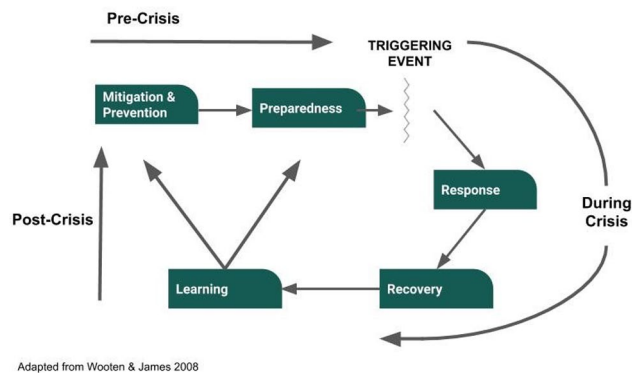 Pre-Crisis
TRIGGERING
EVENT
Mitigation &
Prevention
Preparedness
Response
During
Crisis
Post-Crisis
Learning
Recovery
Adapted from Wooten & James 2008